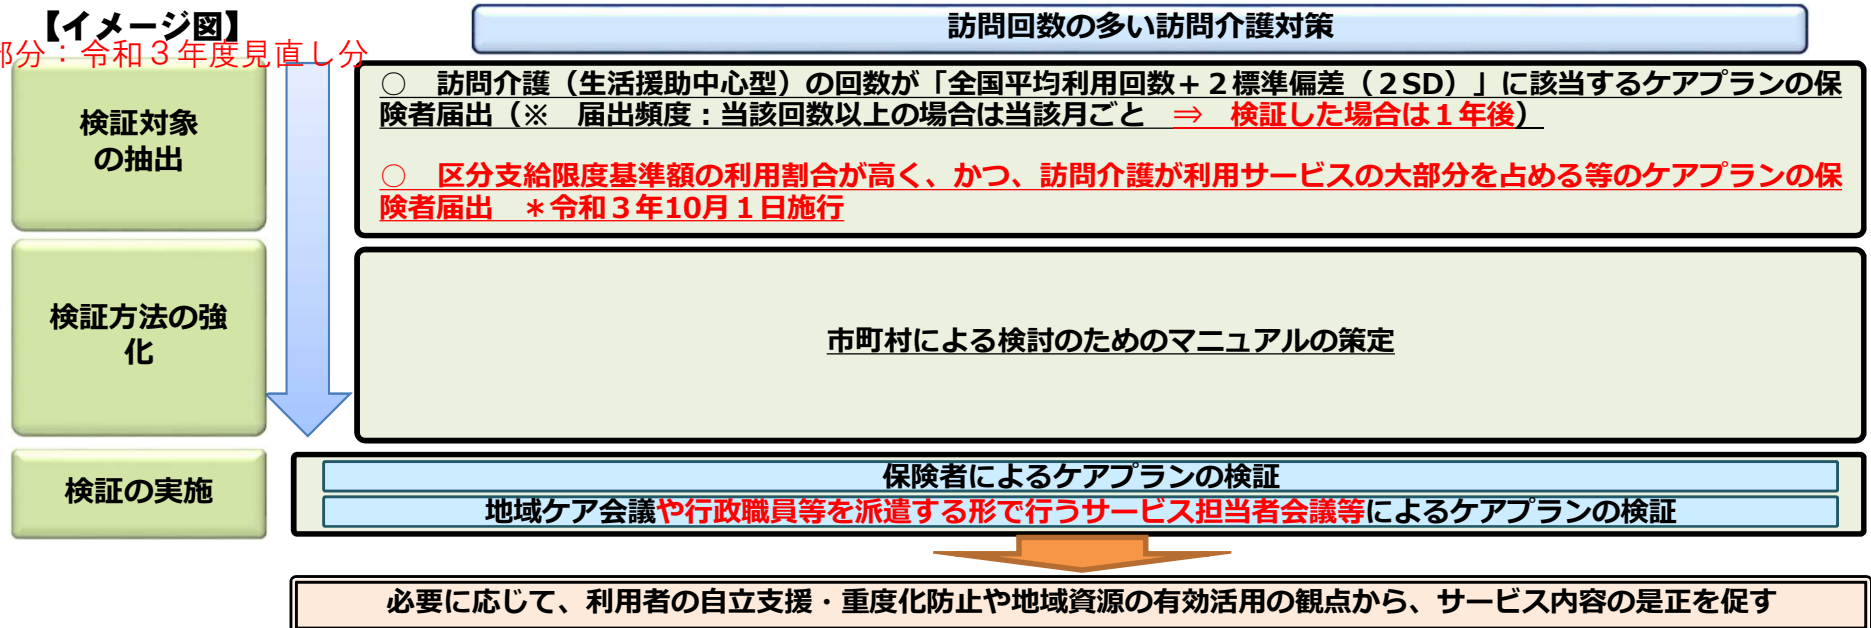 【イメージ図】
訪問回数の多い訪問介護対策
部分：令和３年度見直し分
検証対象
の抽出
○　訪問介護（生活援助中心型）の回数が「全国平均利用回数＋２標準偏差（２SD）」に該当するケアプランの保
険者届出（※　届出頻度：当該回数以上の場合は当該月ごと　⇒　検証した場合は１年後）
○　区分支給限度基準額の利用割合が高く、かつ、訪問介護が利用サービスの大部分を占める等のケアプランの保
険者届出　＊令和３年10月１日施行
検証方法の強
化
市町村による検討のためのマニュアルの策定
検証の実施
保険者によるケアプランの検証
地域ケア会議や行政職員等を派遣する形で行うサービス担当者会議等によるケアプランの検証
必要に応じて、利用者の自立支援・重度化防止や地域資源の有効活用の観点から、サービス内容の是正を促す